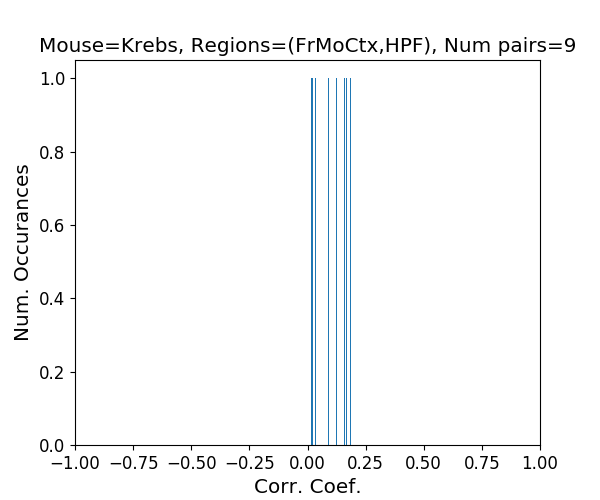 Mouse=Krebs, Regions=(FrMoCtx,HPF), Num pairs=9
1.0
0.8
0.6
0.4
0.2
0.0
Num. Occurances
−1.00 −0.75 −0.50 −0.25 0.00 0.25 0.50 0.75 1.00
Corr. Coef.